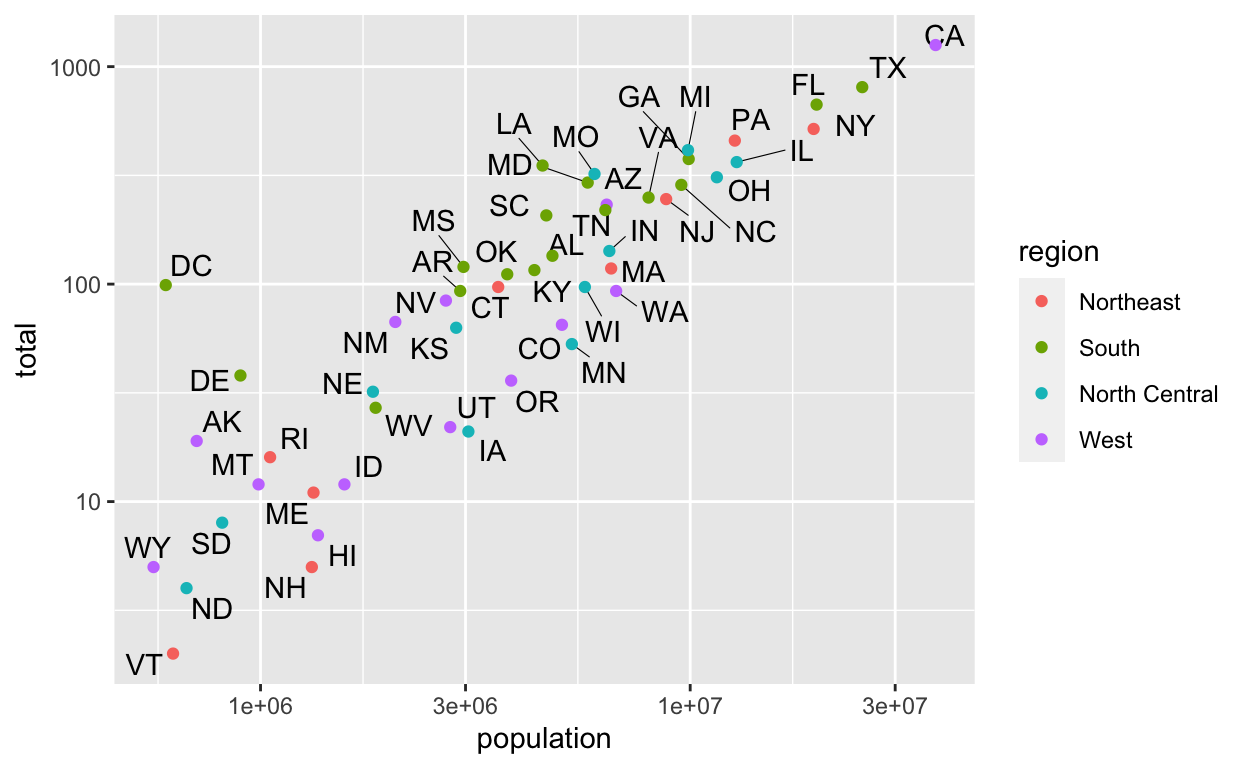 CA
1000
TX
FL
GA
MI
PA
NY
LA
MO
VA
IL
MD
AZ
OH
SC
MS
TN
IN
NJ
NC
OK
AL
DC
AR
MA
100
NV
CT
KY
WA
NM
KS
WI
CO
MN
DE
NE
OR
UT
AK
WV
RI
IA
MT
ID
10
ME
SD
WY
HI
NH
ND
VT
1e+06
3e+06
1e+07
3e+07
population
total
region
Northeast
South
North Central
West